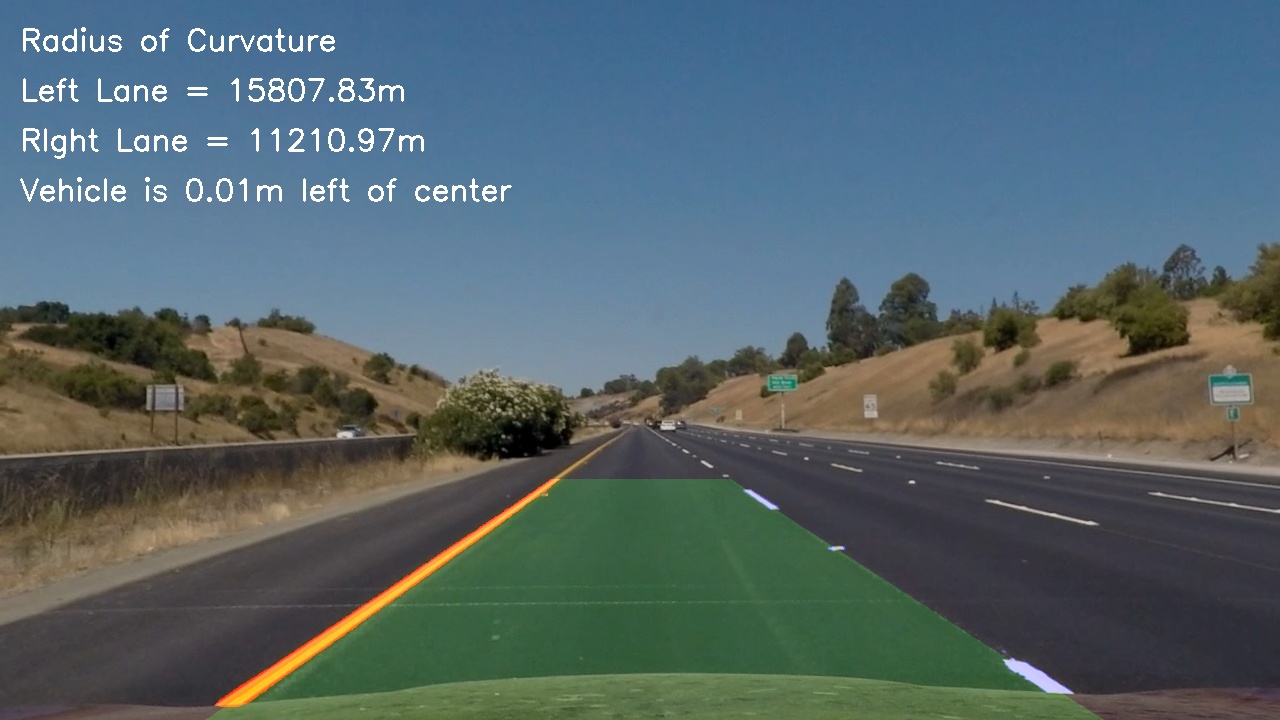 Radius of Curvature
Left Lane = 15807.83m
RIght Lane = 11210.97m
Vehicle is 0.01m left of center